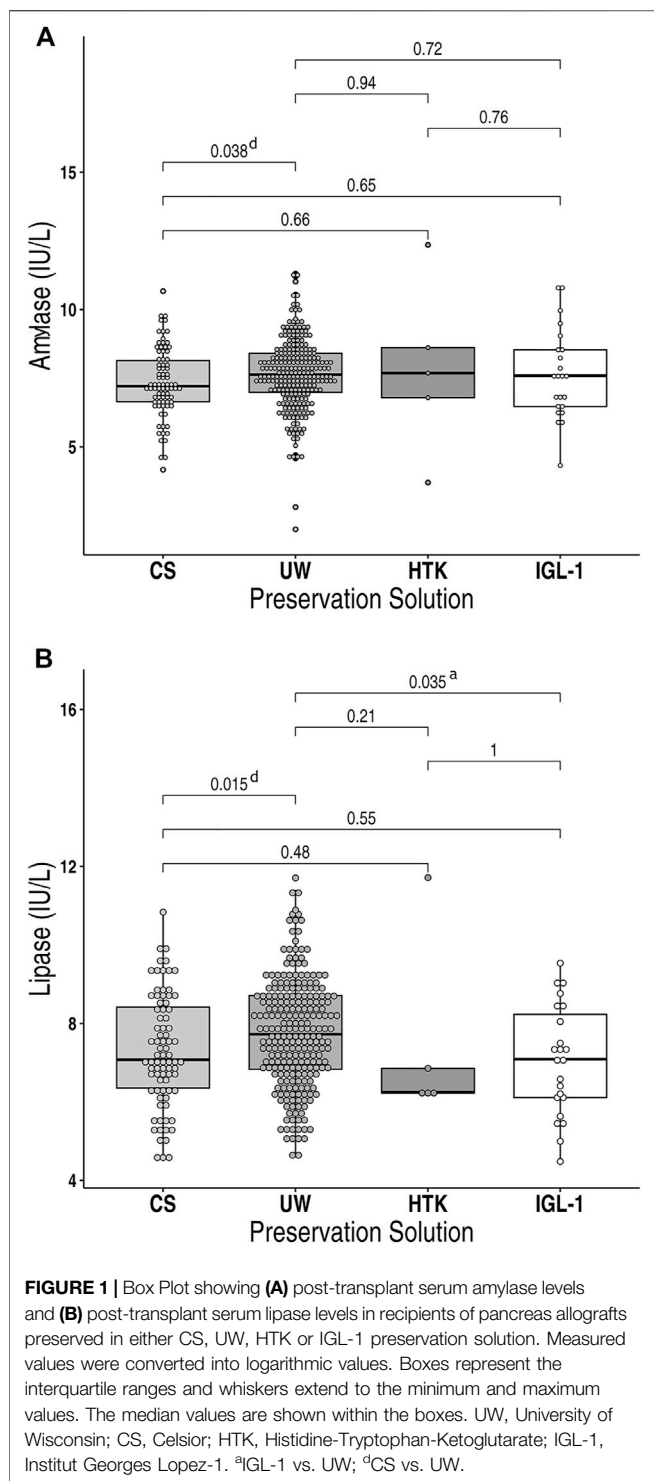 A
0.72
0.94
0.76
0.038d
0.65
0.66
15
10
5
Amylase (IU/L)
CS UW HTK IGL-1
Preservation Solution
B
0.035 a
0.21
1
0.015d
0.55
0.48
16
12
8
4
Lipase (IU/L)
CS UW HTK IGL-1
Preservation Solution
FIGURE 1 | Box Plot showing (A) post-transplant serum amylase levels
and (B) post-transplant serum lipase levels in recipients of pancreas allografts
preserved in either CS, UW, HTK or IGL-1 preservation solution. Measured
values were converted into logarithmic values. Boxes represent the
interquartile ranges and whiskers extend to the minimum and maximum
values. The median values are shown within the boxes. UW, University of
Wisconsin; CS, Celsior; HTK, Histidine-Tryptophan-Ketoglutarate; IGL-1,
Institut Georges Lopez-1. aIGL-1 vs. UW; dCS vs. UW.